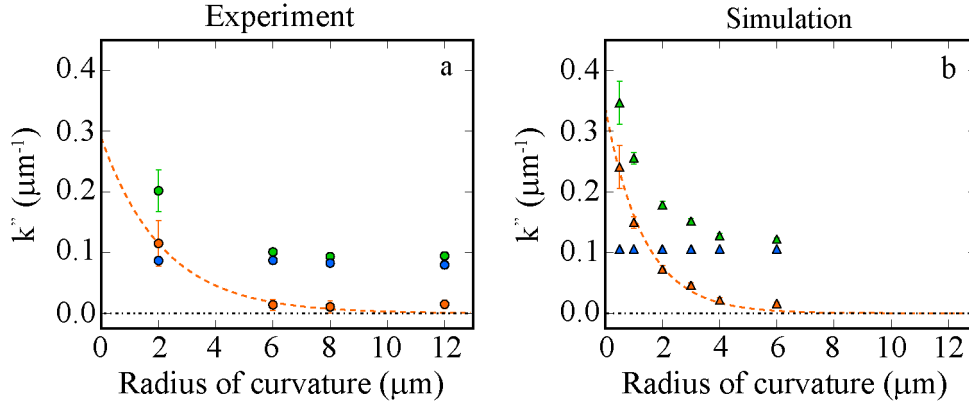 Experiment
Simulation
a
b
0.4
0.3
0.2
0.1
0.0
k” (μm⁻¹)
0 2 4 6 8 10 12
Radius of curvature (μm)
0.4
0.3
0.2
0.1
0.0
k” (μm⁻¹)
0 2 4 6 8 10 12
Radius of curvature (μm)